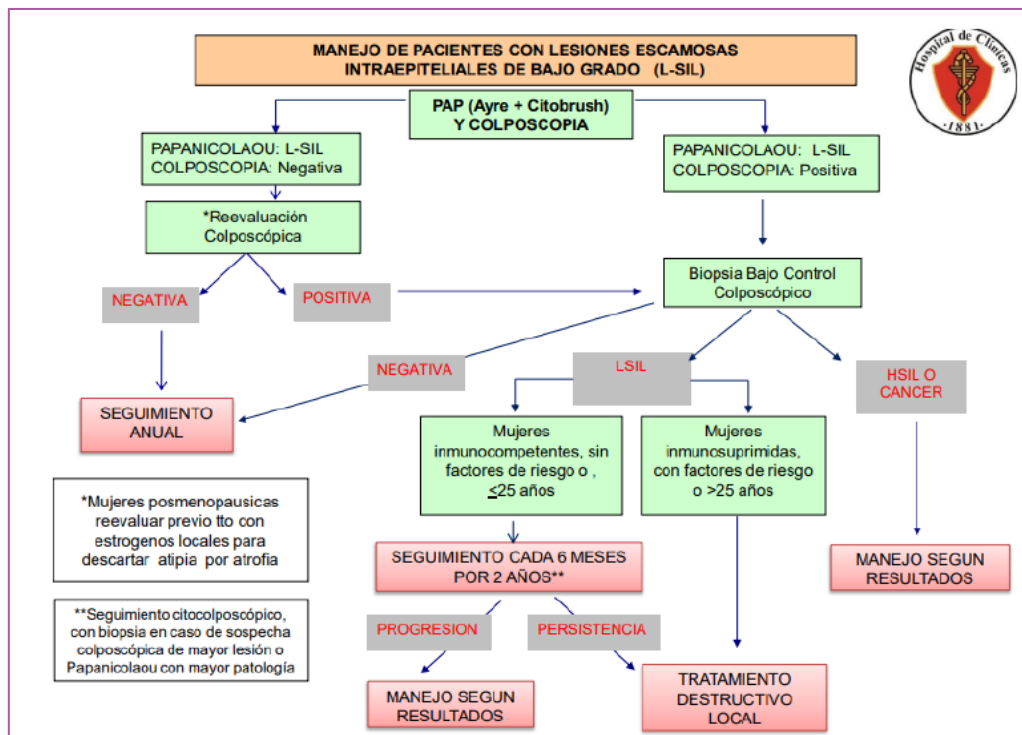 MANEJO DE PACIENTES CON LESIONES ESCAMOSAS
INTRAEPITELIALES DE BAJO GRADO (L-SIL)
Hospital de Clínicas
·1881·
PAP (Ayre + Citobrush)
Y COLPOSCOPIA
PAPANICOLAOU: L-SIL
COLPOSCOPIA: Negativa
PAPANICOLAOU: L-SIL
COLPOSCOPIA: Positiva
*Reevaluación
Colposcópica
Biopsia Bajo Control
Colposcópico
NEGATIVA
POSITIVA
NEGATIVA
LSIL
HSIL O
CANCER
SEGUIMIENTO
ANUAL
Mujeres
inmunocompetentes, sin
factores de riesgo o ,
≤25 años
Mujeres
inmunosuprimidas,
con factores de riesgo
o >25 años
*Mujeres posmenopausicas
reevaluar previo tto con
estrogenos locales para
descartar atipia por atrofia
SEGUIMIENTO CADA 6 MESES
POR 2 AÑOS**
MANEJO SEGUN
RESULTADOS
**Seguimiento citocolposcópico,
con biopsia en caso de sospecha
colposcópica de mayor lesión o
Papanicolaou con mayor patología
PROGRESION
PERSISTENCIA
MANEJO SEGUN
RESULTADOS
TRATAMIENTO
DESTRUCTIVO
LOCAL